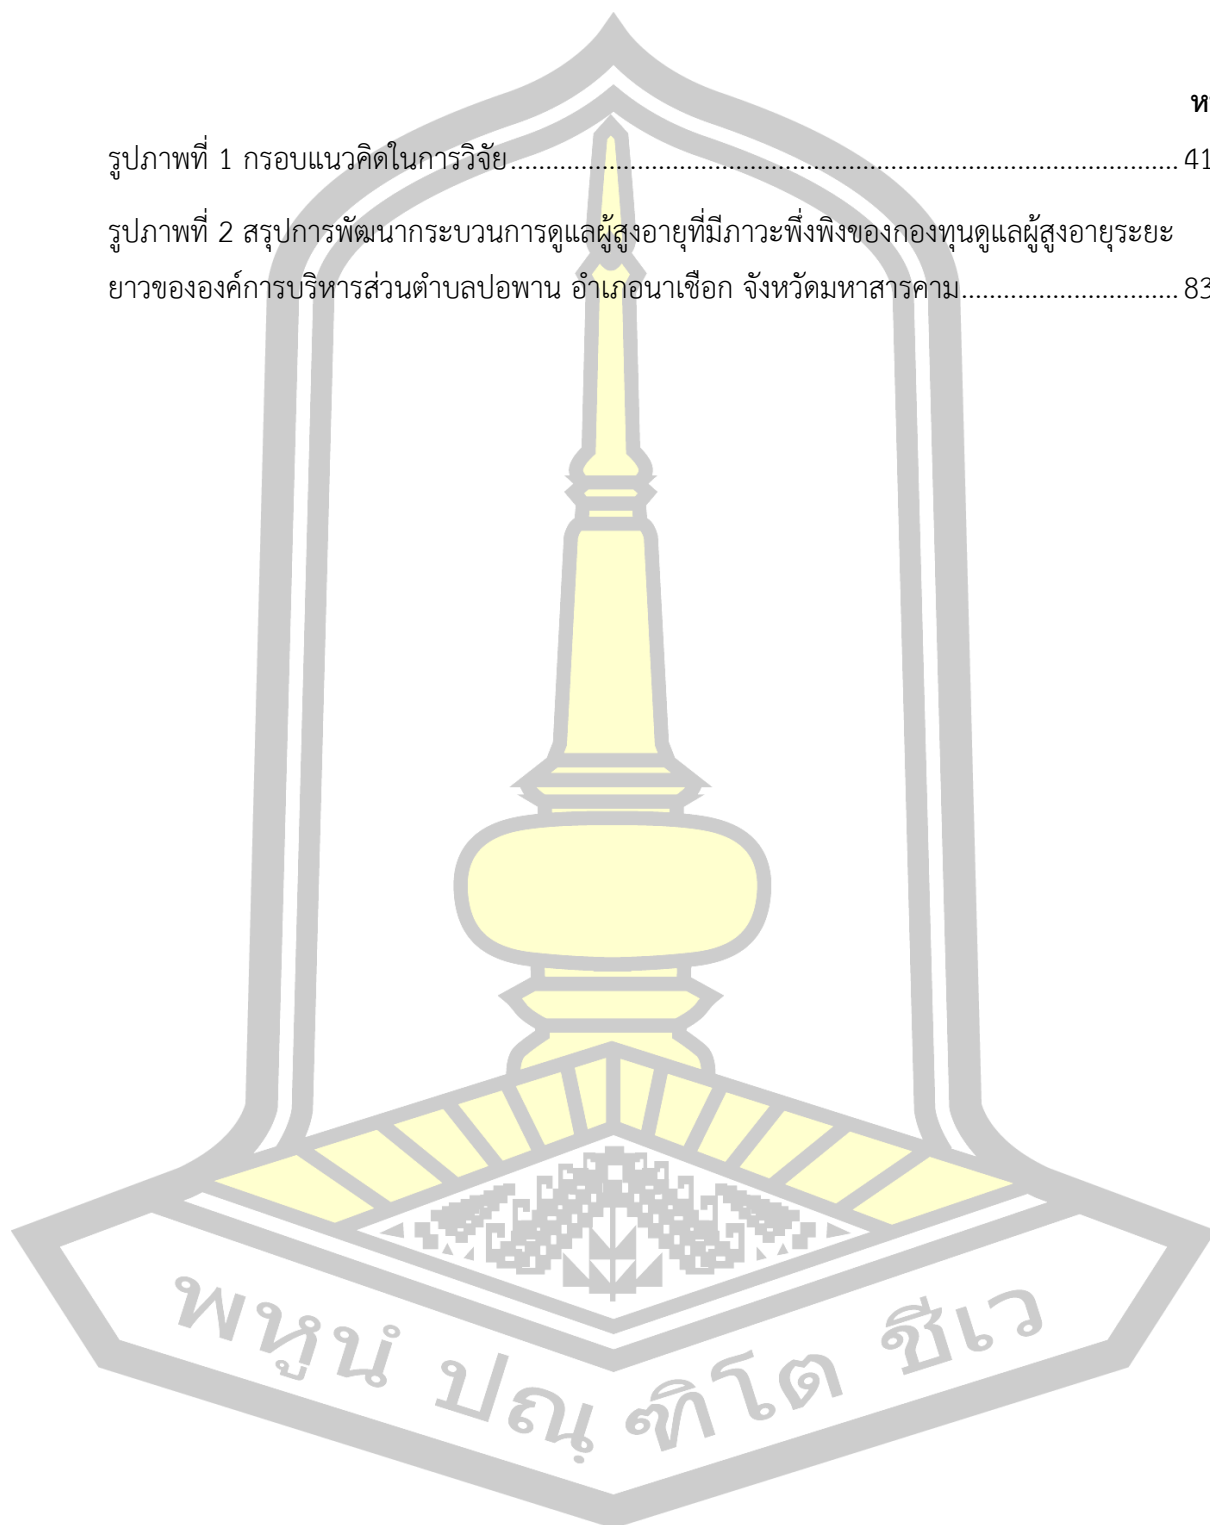 รูปภาพที่ 1 กรอบแนวคิดในการวิจัย.................................................................................... 41
รูปภาพที่ 2 สรุปการพัฒนากระบวนการดูแลผู้สูงอายุที่มีภาวะพึ่งพิงของกองทุนดูแลผู้สูงอายุระยะ
ยาวขององค์การบริหารส่วนตำบลปอพาน อำเภอนาเชือก จังหวัดมหาสารคาม........................... 83
พหูนํ ปณฺฑิโต ชีเว